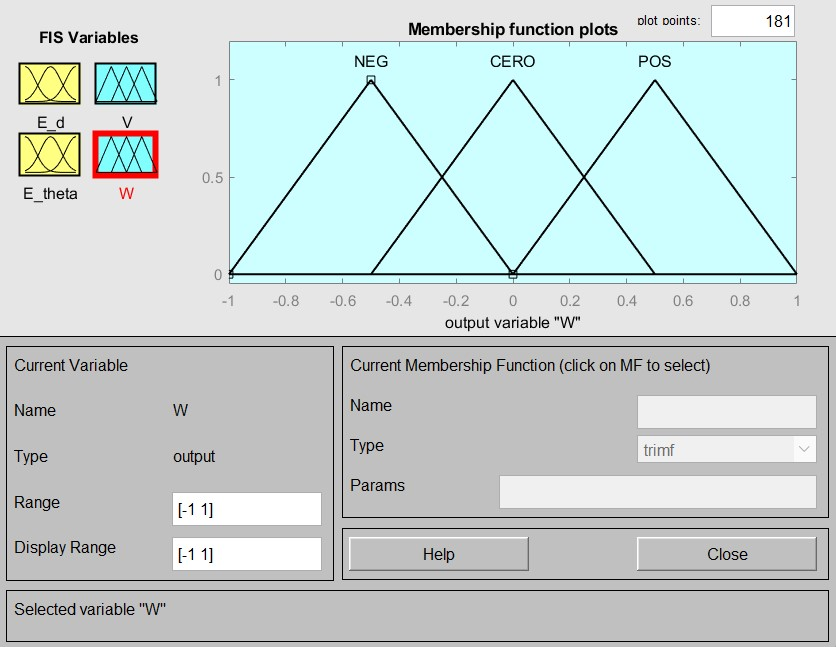 FIS Variables
E_d
V
E_theta
W
Membership function plots
plot points:
181
NEG
CERO
POS
1
0.5
0
-1
-0.8
-0.6
-0.4
-0.2
0
0.2
0.4
0.6
0.8
1
output variable "W"
Current Variable
Name
W
Type
output
Range
[-1 1]
Display Range
[-1 1]
Current Membership Function (click on MF to select)
Name
Type
trimf
Params
Help
Close
Selected variable "W"